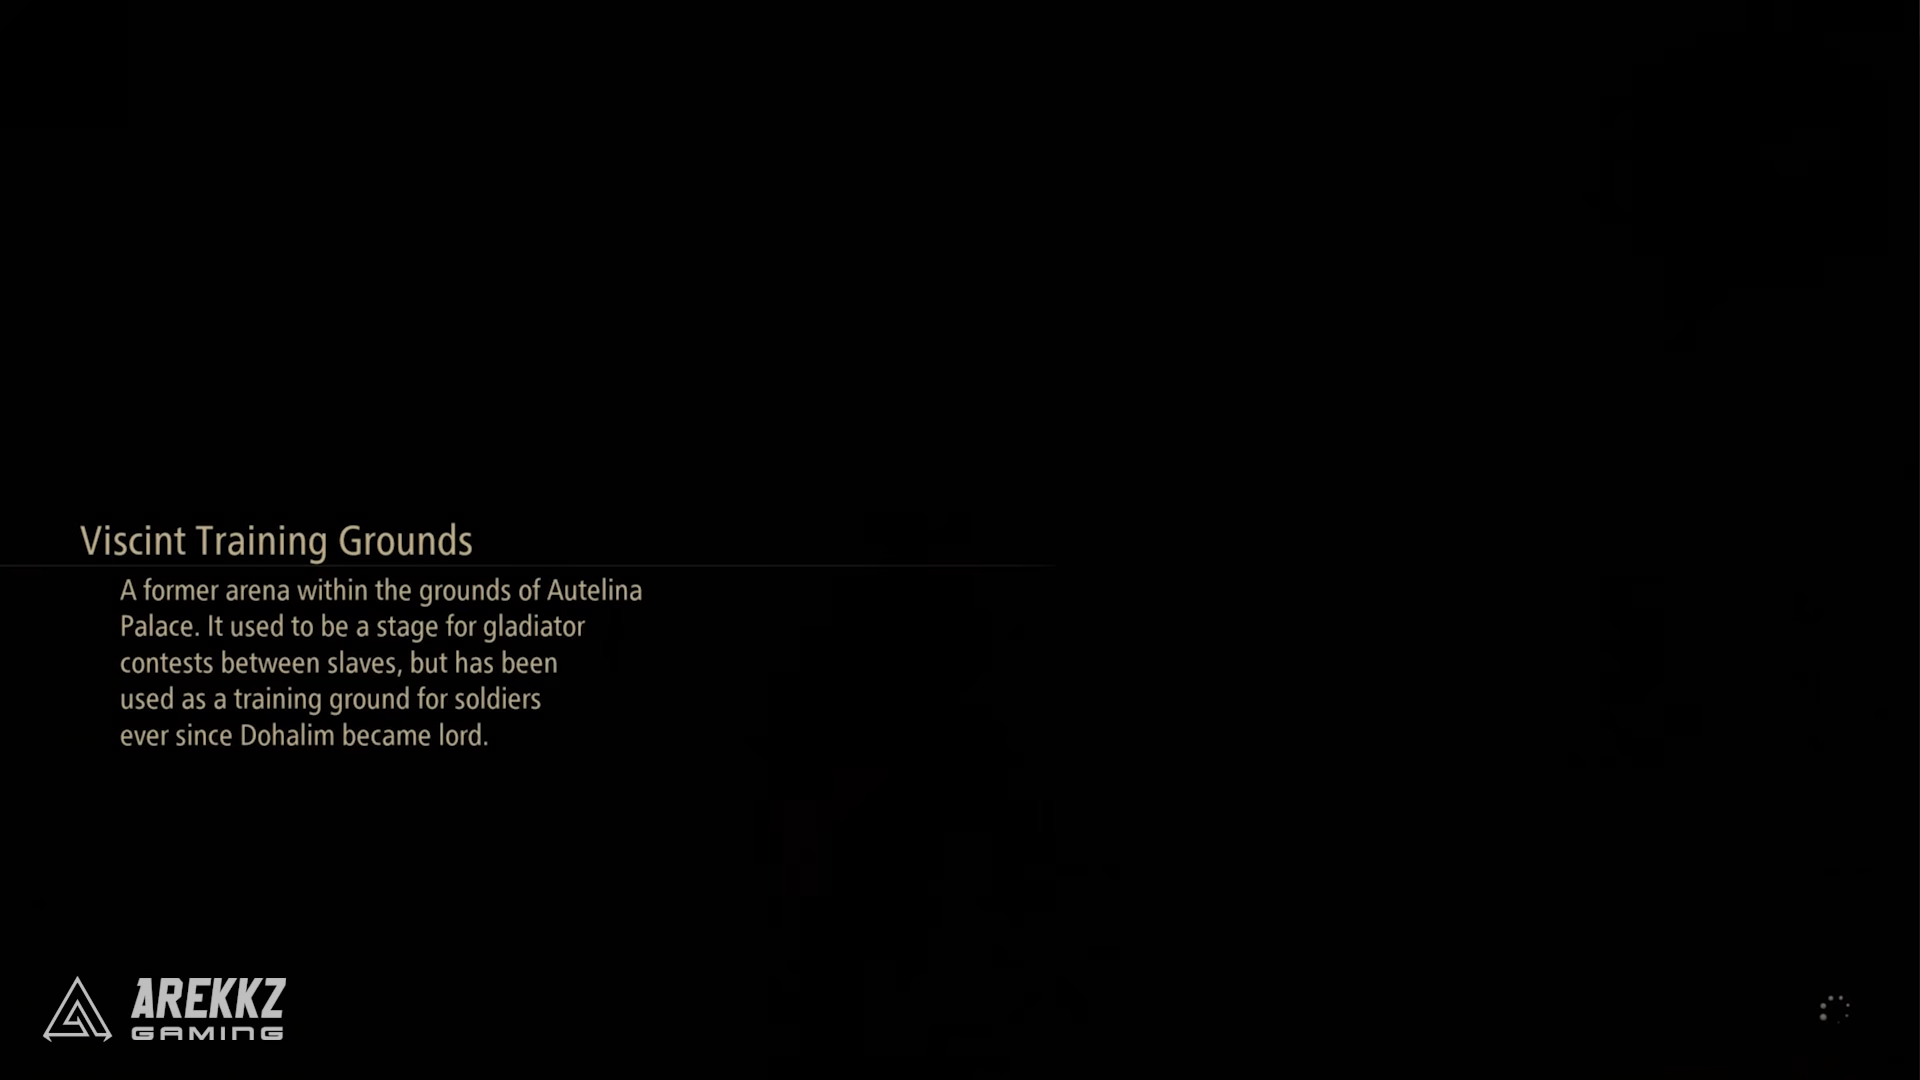 Viscint Training Grounds
A former arena within the grounds of Autelina
Palace. It used to be a stage for gladiator
contests between slaves, but has been
used as a training ground for soldiers
ever since Dohalim became lord.
AREKKZ
GAMING